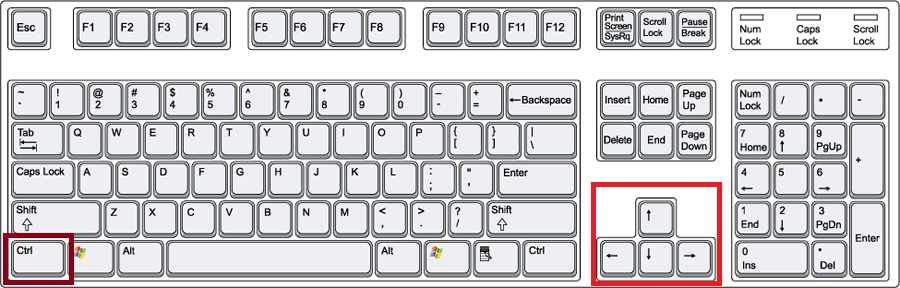 Esc F1 F2 F3 F4 F5 F6 F7 F8 F9 F10 F11 F12 Print Screen SysRq Scroll Lock Pause Break Num Lock Caps Lock Scroll Lock
~ ` ! 1 @ 2 # 3 $ 4 % 5 ^ 6 & 7 * 8 ( 9 ) 0 – - + = ←Backspace Insert Home Page Up Num Lock / * -
Tab Q W E R T Y U I O P { [ } ] | \ Delete End Page Down 7 Home 8 ↑ 9 PgUp +
Caps Lock A S D F G H J K L : ; " ' Enter 4 ← 5 6 →
Shift Z X C V B N M < , > . ? / Shift ↑ 1 End 2 ↓ 3 PgDn Enter
Ctrl Alt Alt Ctrl ← ↓ → 0 Ins . Del